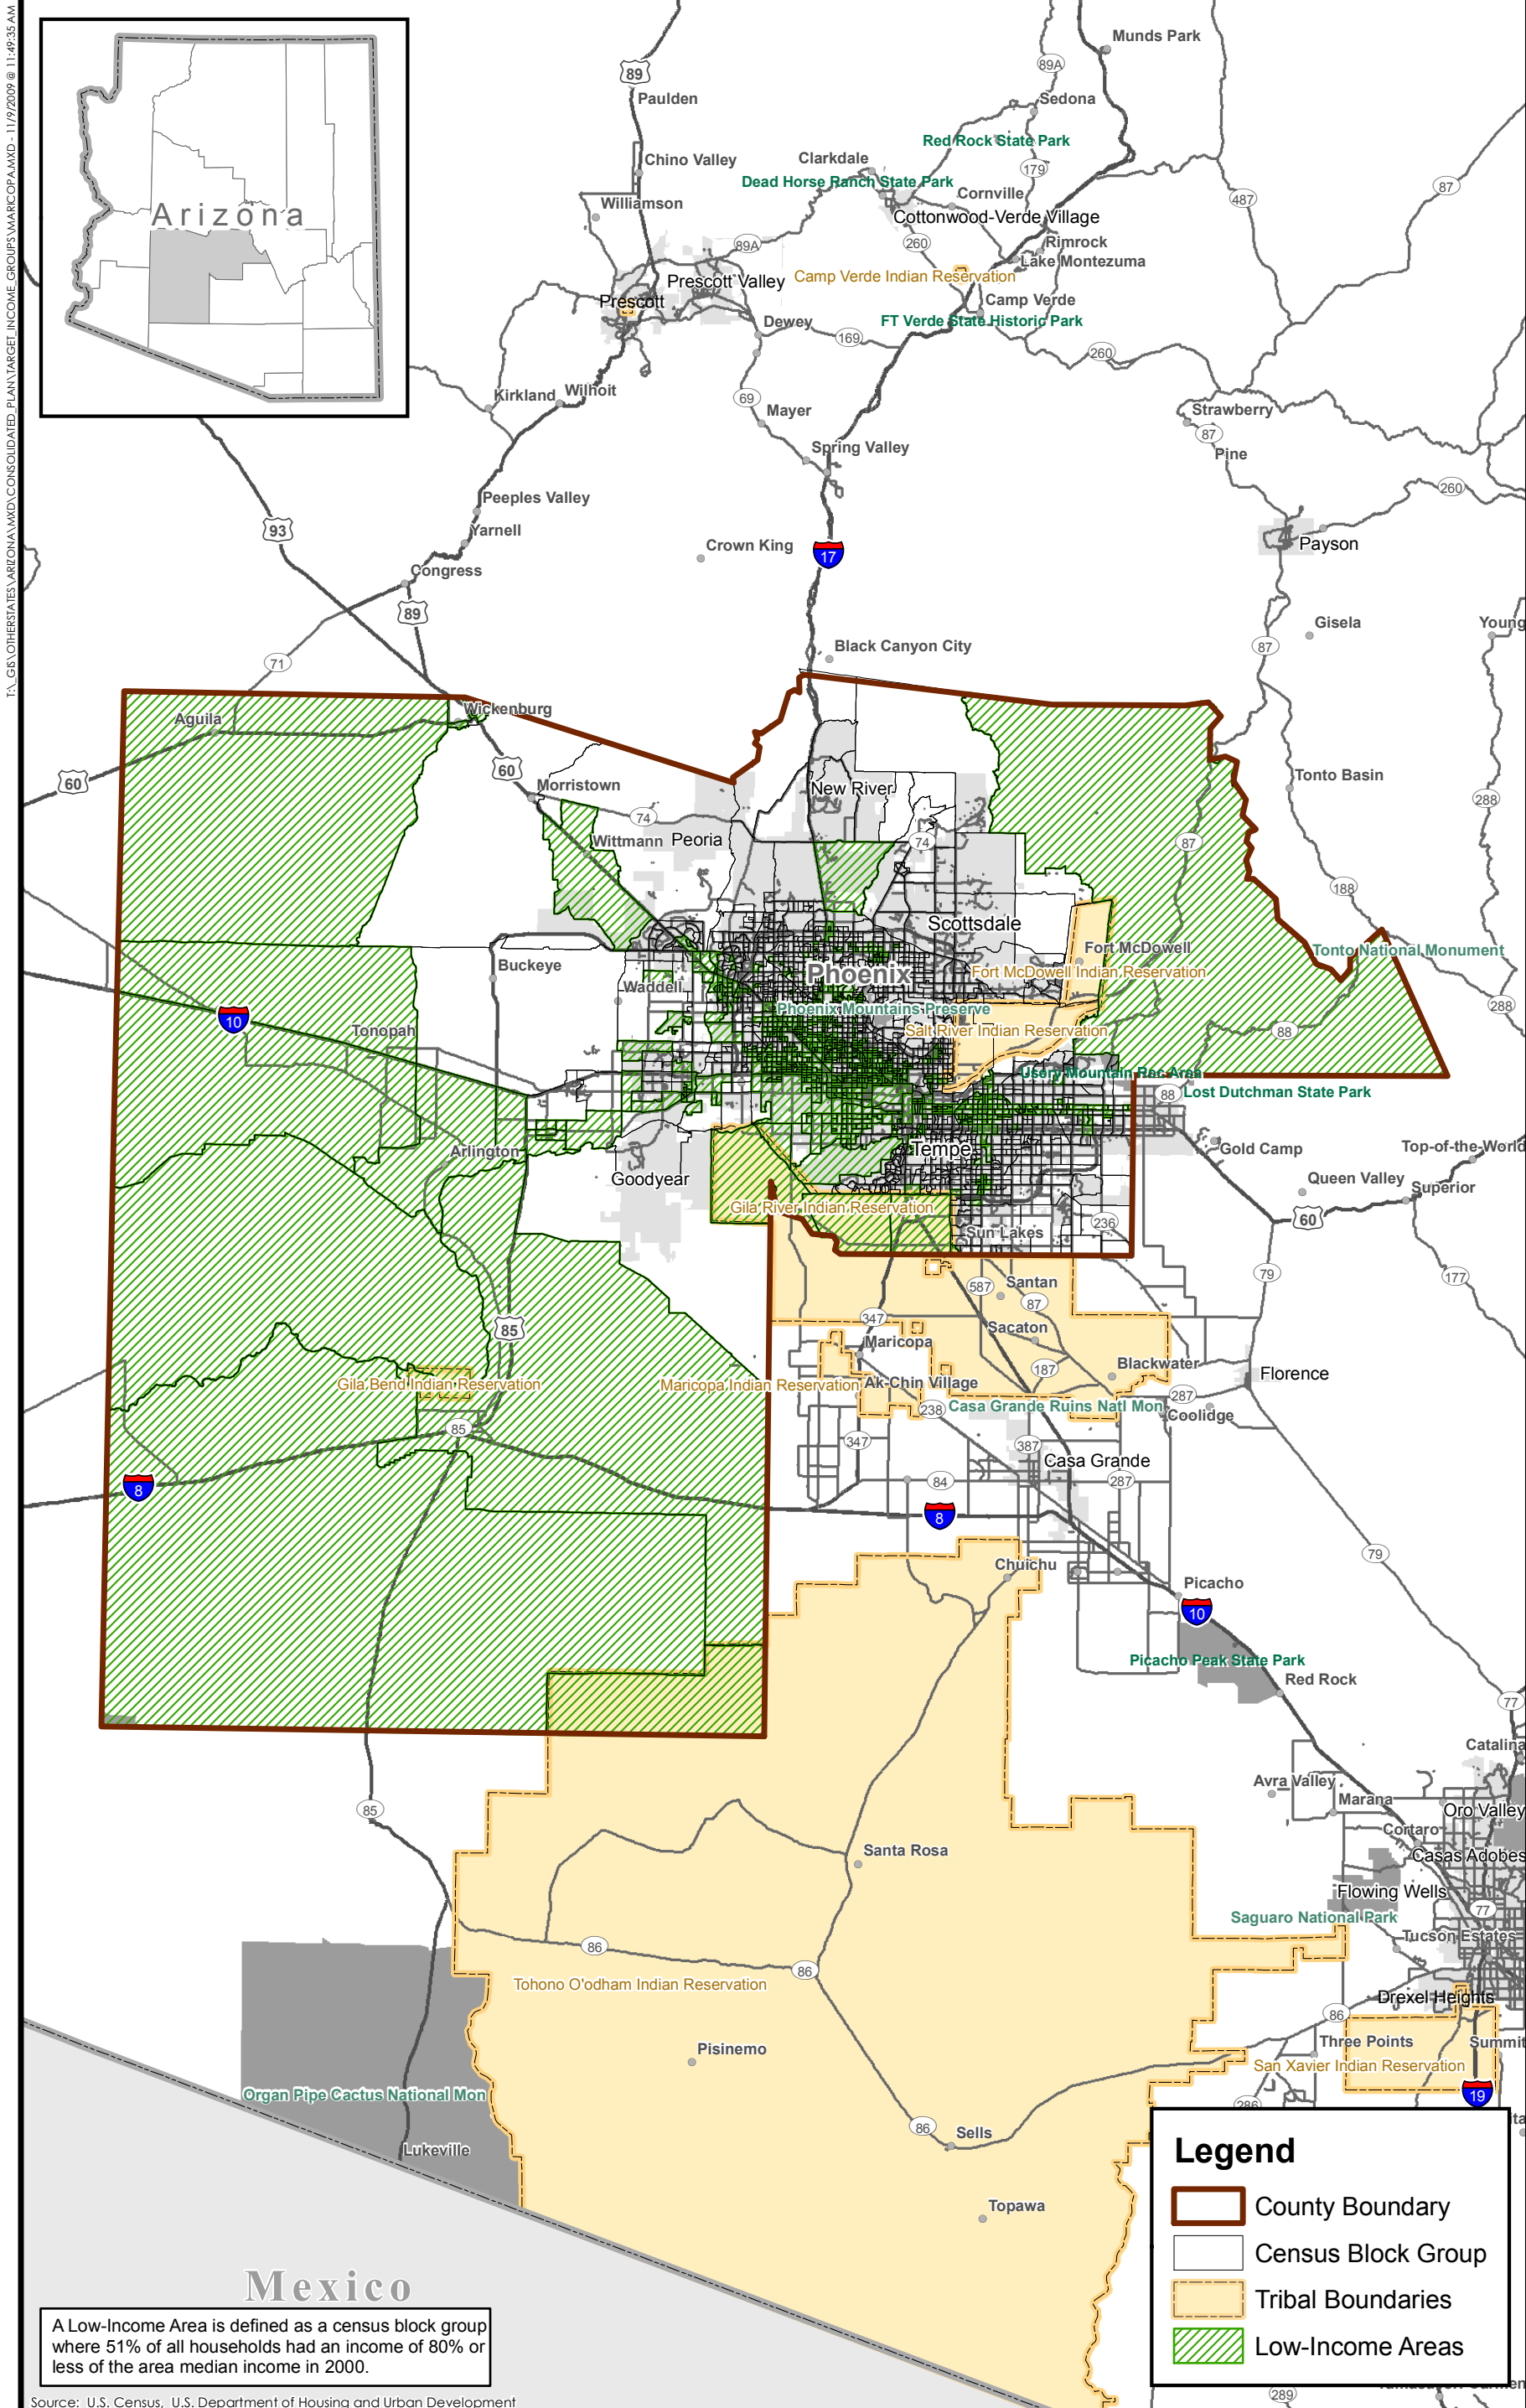 T:\_GIS\OTHERSTATES\ARIZONA\MXD\CONSOLIDATED_PLAN\TARGET_INCOME_GROUPS\MARICOPA.MXD - 11/9/2009 @ 11:49:35 AM
Arizona
Munds Park
89A
89
Paulden
Sedona
Red Rock State Park
Chino Valley
Clarkdale
179
Dead Horse Ranch State Park
Cornville
87
487
Williamson
Cottonwood-Verde Village
89A
260
Rimrock
Lake Montezuma
Prescott Valley
Camp Verde Indian Reservation
Prescott
Camp Verde
Dewey
FT Verde State Historic Park
169
260
Kirkland
Wilhoit
69
Mayer
Strawberry
87
Spring Valley
Pine
260
Peeples Valley
93
Yarnell
Crown King
17
Payson
Congress
89
Gisela
Young
87
Black Canyon City
71
Wickenburg
Aguila
60
60
Morristown
Tonto Basin
New River
288
74
Wittmann
Peoria
74
87
188
Scottsdale
Fort McDowell
Tonto National Monument
Buckeye
Phoenix
Fort McDowell Indian Reservation
Waddell
288
Phoenix Mountains Preserve
10
Tonopah
Salt River Indian Reservation
88
Usery Mountain Rec Area
88
Lost Dutchman State Park
Arlington
Tempe
Gold Camp
Top-of-the-World
Goodyear
Queen Valley
Superior
Gila River Indian Reservation
60
236
Sun Lakes
79
177
587
Santan
87
347
85
Sacaton
Maricopa
187
Blackwater
Florence
Gila Bend Indian Reservation
Maricopa Indian Reservation
Ak-Chin Village
287
238
Casa Grande Ruins Natl Mon
Coolidge
85
347
387
Casa Grande
84
287
8
8
79
Chuichu
Picacho
10
Picacho Peak State Park
Red Rock
77
Catalina
Avra Valley
85
Marana
Oro Valley
Cortaro
Santa Rosa
Casas Adobes
Flowing Wells
77
Saguaro National Park
Tucson Estates
86
86
Tohono O'odham Indian Reservation
Drexel Heights
86
Three Points
Summit
Pisinemo
San Xavier Indian Reservation
Organ Pipe Cactus National Mon
19
286
86
Sells
Lukeville
Topawa
Legend
County Boundary
Census Block Group
Tribal Boundaries
Low-Income Areas
289
Mexico
A Low-Income Area is defined as a census block group
where 51% of all households had an income of 80% or
less of the area median income in 2000.
Source: U.S. Census, U.S. Department of Housing and Urban Development